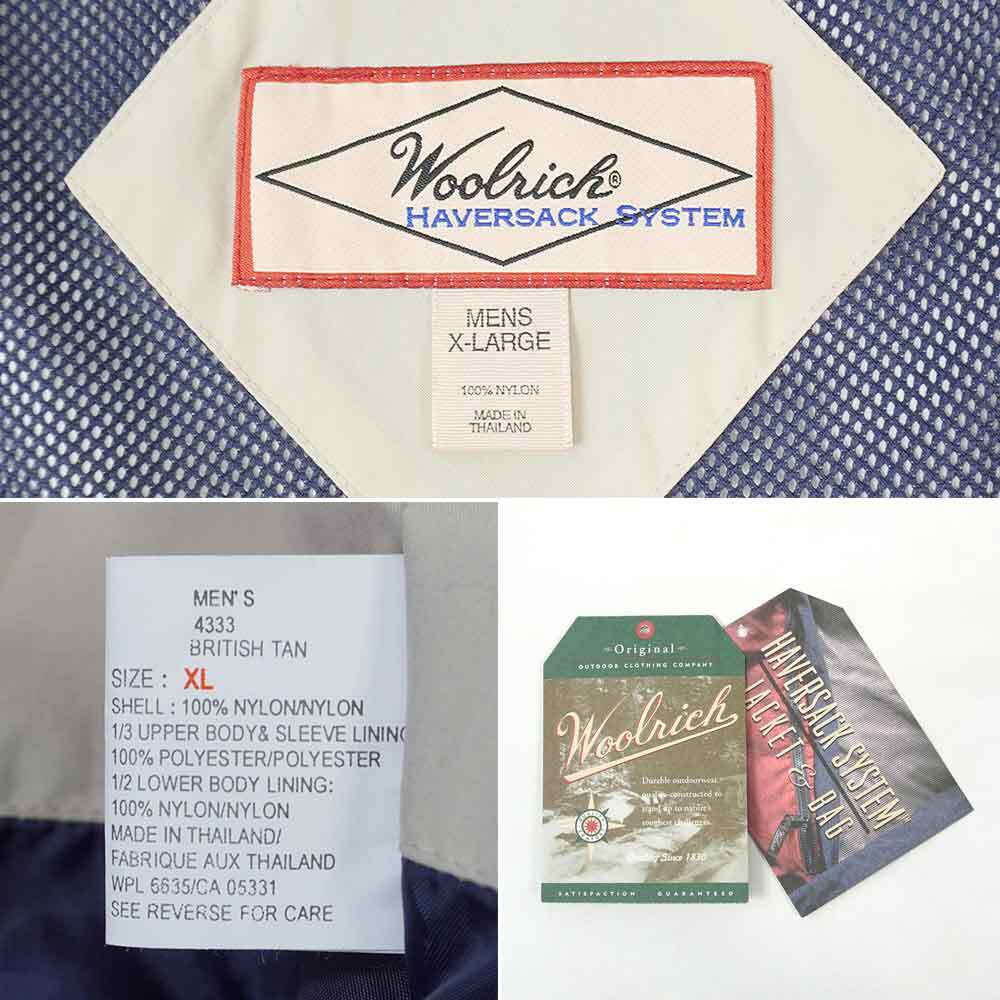 Woolrich®
HAVERSACK SYSTEM
MENS
X-LARGE
100% NYLON
MADE IN
THAILAND
MEN'S
4333
BRITISH TAN
SIZE : XL
SHELL : 100% NYLON/NYLON
1/3 UPPER BODY& SLEEVE LINING
100% POLYESTER/POLYESTER
1/2 LOWER BODY LINING:
100% NYLON/NYLON
MADE IN THAILAND/
FABRIQUE AUX THAILAND
WPL 6635/CA 05331
SEE REVERSE FOR CARE
Original
OUTDOOR CLOTHING COMPANY
Woolrich
Durable outdoorwear
constructed to
stand up to nature's
toughest challenges.
Quality Since 1830
SATISFACTION GUARANTEED
HAVERSACK SYSTEM™
JACKET & BAG